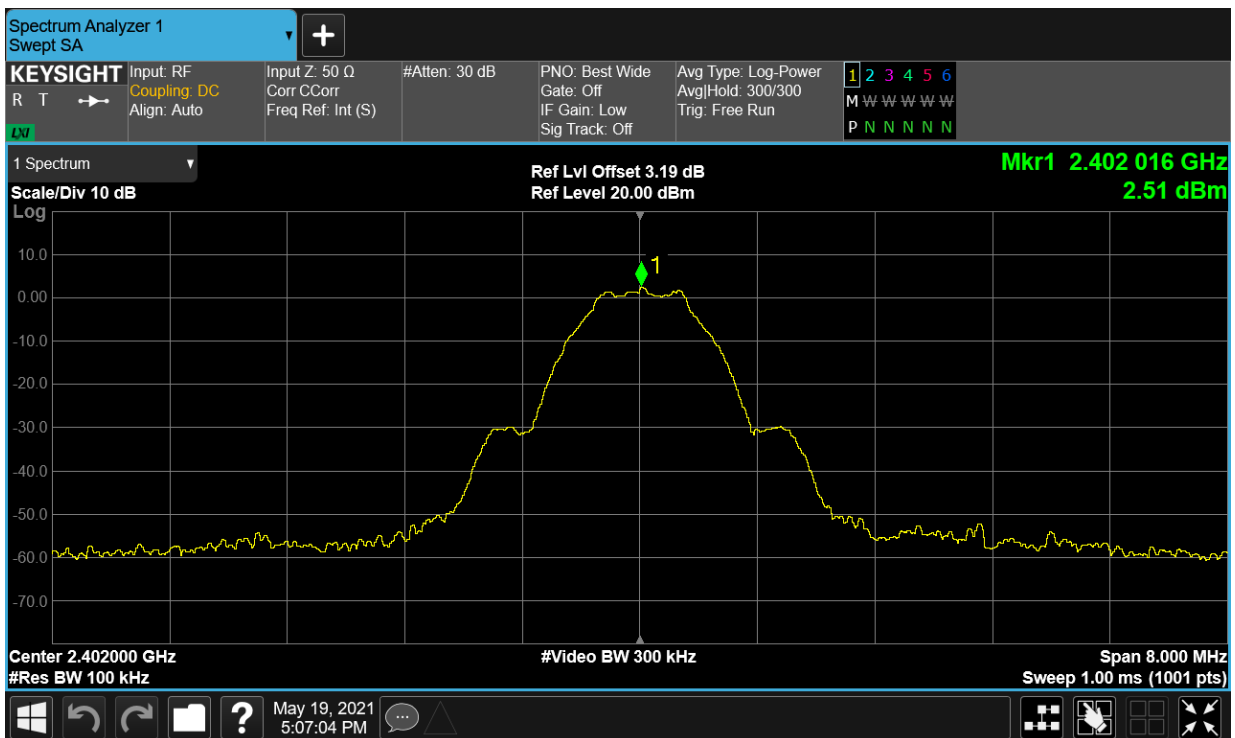 Spectrum Analyzer 1
Swept SA
+
KEYSIGHT
R T
LXI
Input: RF
Coupling: DC
Align: Auto
Input Z: 50 Ω
Corr CCorr
Freq Ref: Int (S)
#Atten: 30 dB
PNO: Best Wide
Gate: Off
IF Gain: Low
Sig Track: Off
Avg Type: Log-Power
Avg|Hold: 300/300
Trig: Free Run
1 2 3 4 5 6
M W W W W W
P N N N N N
1 Spectrum
Scale/Div 10 dB
Log
Ref Lvl Offset 3.19 dB
Ref Level 20.00 dBm
Mkr1 2.402 016 GHz
2.51 dBm
1
10.0
0.00
-10.0
-20.0
-30.0
-40.0
-50.0
-60.0
-70.0
Center 2.402000 GHz
#Res BW 100 kHz
#Video BW 300 kHz
Span 8.000 MHz
Sweep 1.00 ms (1001 pts)
?
May 19, 2021
5:07:04 PM